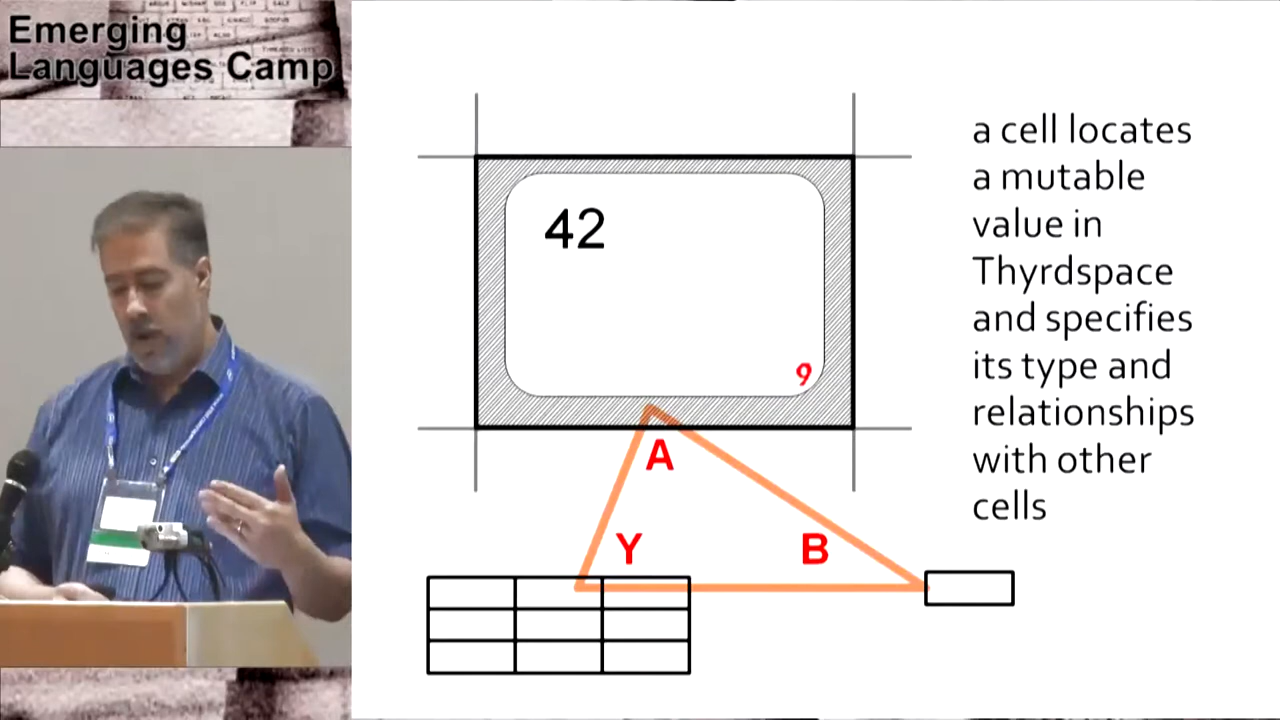 Emerging
Languages Camp
42
9
A
Y
B
a cell locates
a mutable
value in
Thyrdspace
and specifies
its type and
relationships
with other
cells